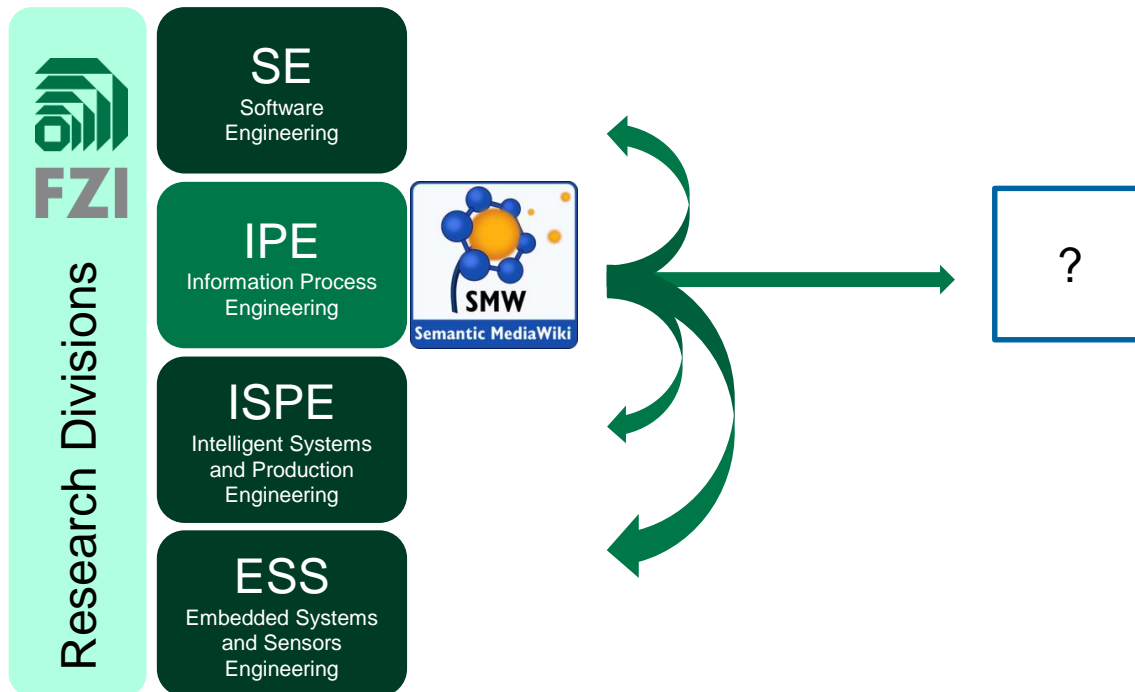 FZI
Research Divisions
SE
Software
Engineering
IPE
Information Process
Engineering
SMW
Semantic MediaWiki
?
ISPE
Intelligent Systems
and Production
Engineering
ESS
Embedded Systems
and Sensors
Engineering